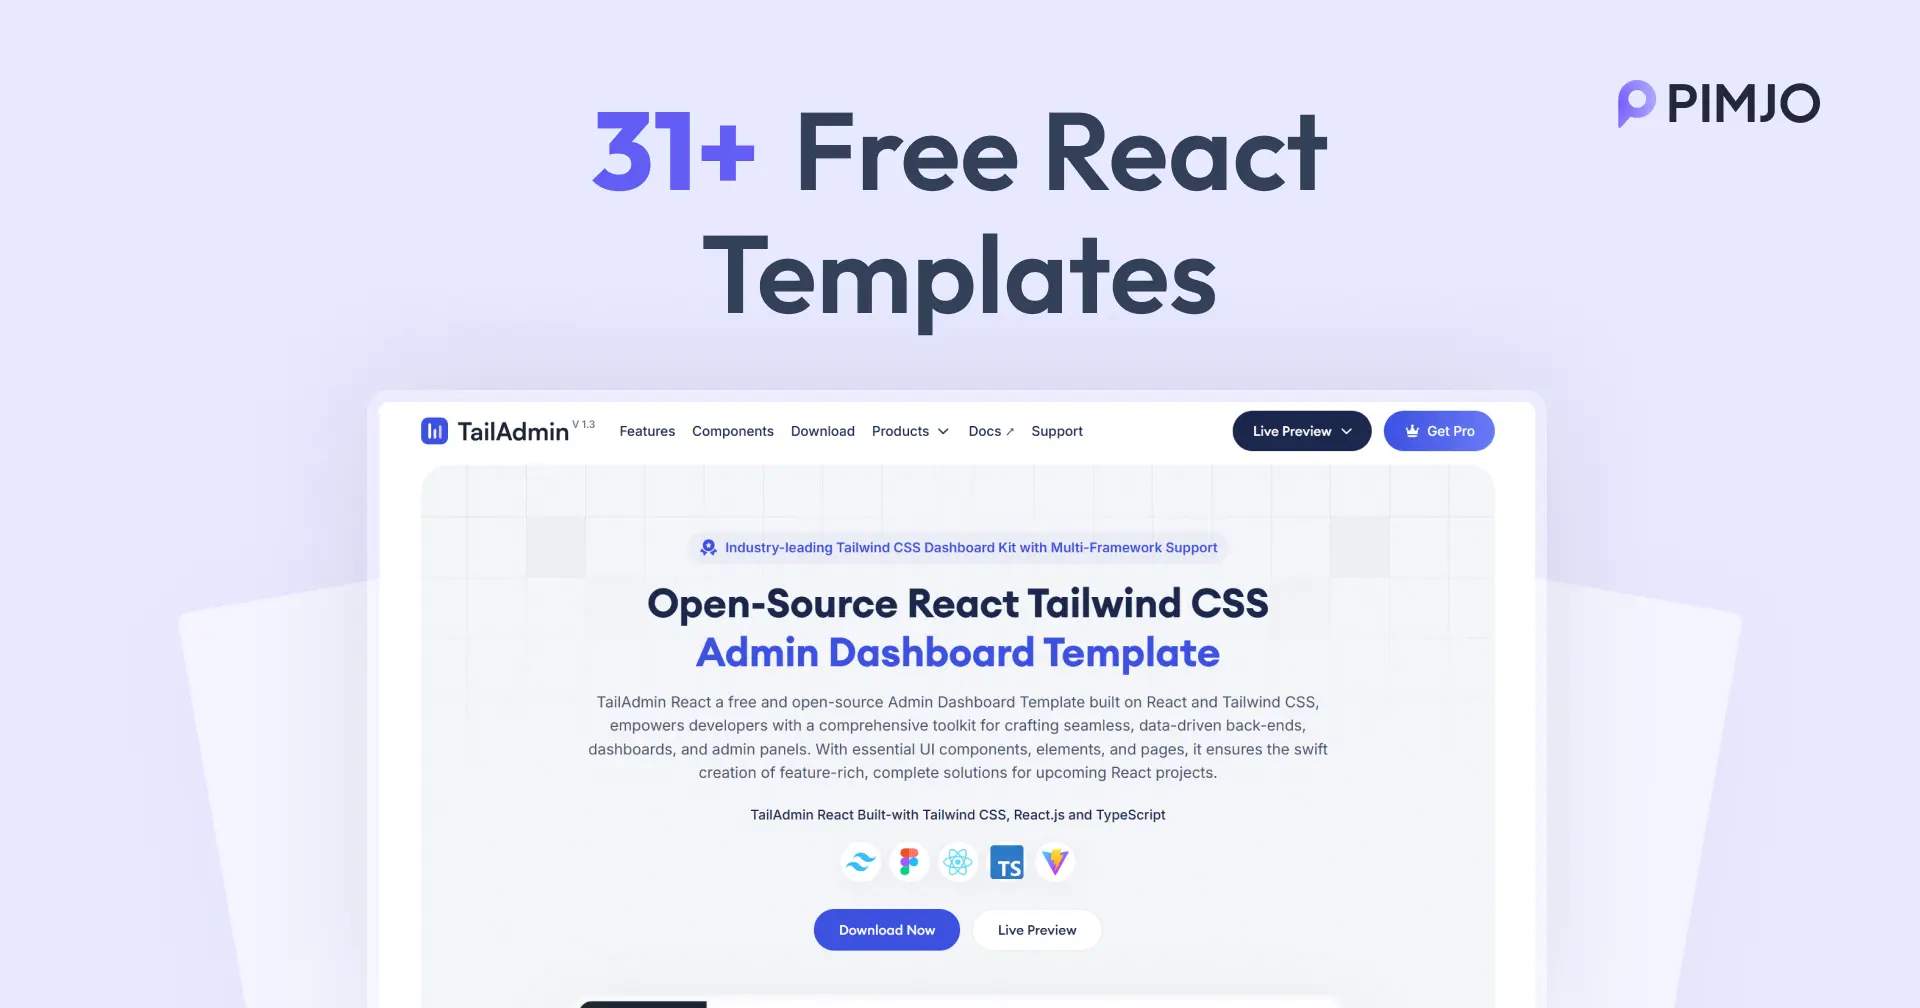 31+ Free React
Templates
PIMJO
TailAdmin V 1.3
Features Components Download Products Docs ↗ Support
Live Preview Get Pro
Industry-leading Tailwind CSS Dashboard Kit with Multi-Framework Support
Open-Source React Tailwind CSS
Admin Dashboard Template
TailAdmin React a free and open-source Admin Dashboard Template built on React and Tailwind CSS,
empowers developers with a comprehensive toolkit for crafting seamless, data-driven back-ends,
dashboards, and admin panels. With essential UI components, elements, and pages, it ensures the swift
creation of feature-rich, complete solutions for upcoming React projects.
TailAdmin React Built-with Tailwind CSS, React.js and TypeScript
TS
Download Now Live Preview